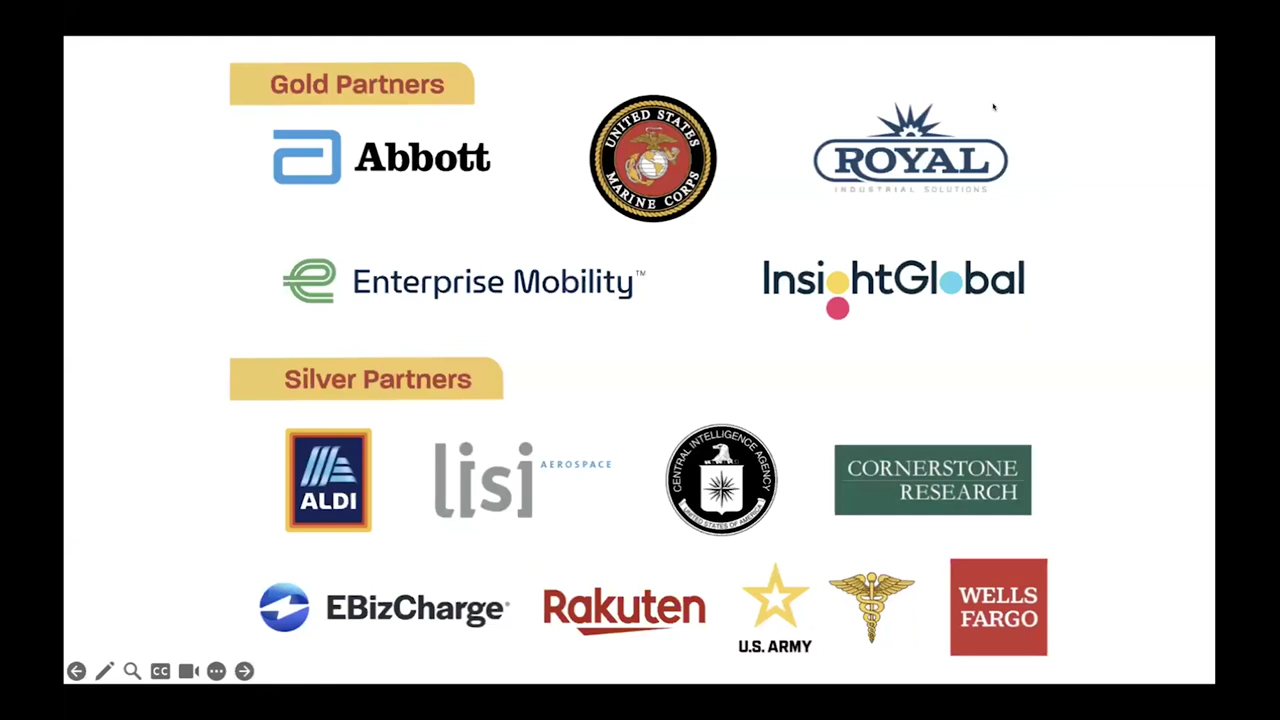 Gold Partners
Abbott
UNITED STATES
MARINE CORPS
ROYAL
INDUSTRIAL SOLUTIONS
Enterprise Mobility™
InsightGlobal
Silver Partners
ALDI
lisi AEROSPACE
CENTRAL INTELLIGENCE AGENCY
UNITED STATES OF AMERICA
CORNERSTONE
RESEARCH
EBizCharge®
Rakuten
U.S. ARMY
WELLS
FARGO
CC